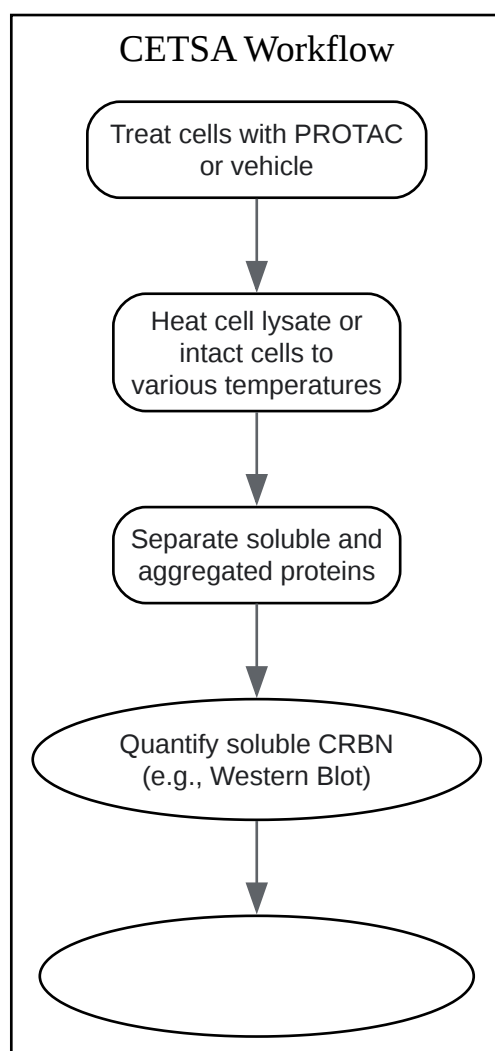 CETSA Workflow
Treat cells with PROTAC
or vehicle
Heat cell lysate or
intact cells to
various temperatures
Separate soluble and
aggregated proteins
Quantify soluble CRBN
(e.g., Western Blot)